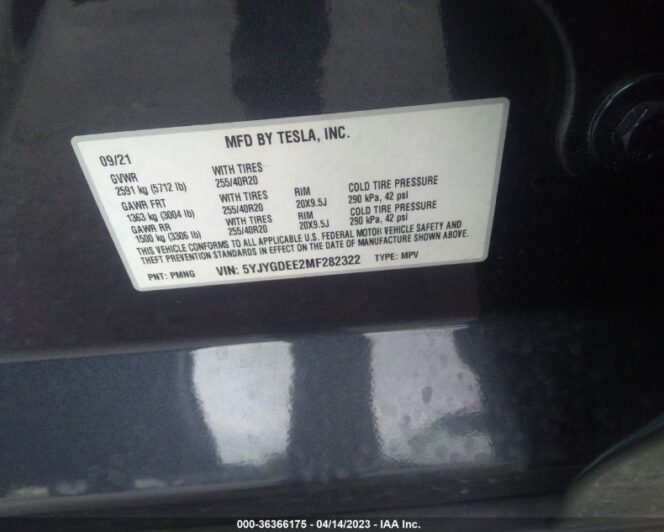 MFD BY TESLA, INC.
09/21
GVWR WITH TIRES
2591 kg (5712 lb) 255/40R20
GAWR FRT WITH TIRES RIM COLD TIRE PRESSURE
1363 kg (3004 lb) 255/40R20 20X9.5J 290 kPa, 42 psi
GAWR RR WITH TIRES RIM COLD TIRE PRESSURE
1500 kg (3306 lb) 255/40R20 20X9.5J 290 kPa, 42 psi
THIS VEHICLE CONFORMS TO ALL APPLICABLE U.S. FEDERAL MOTOR VEHICLE SAFETY AND
THEFT PREVENTION STANDARDS IN EFFECT ON THE DATE OF MANUFACTURE SHOWN ABOVE.
PNT: PMNG VIN: 5YJYGDEE2MF282322 TYPE: MPV
000-36366175 - 04/14/2023 - IAA Inc.